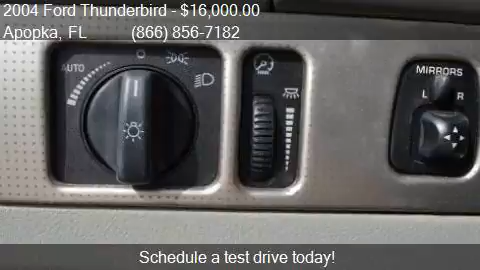 2004 Ford Thunderbird - $16,000.00
Apopka, FL (866) 856-7182
AUTO
MIRRORS
L R
Schedule a test drive today!